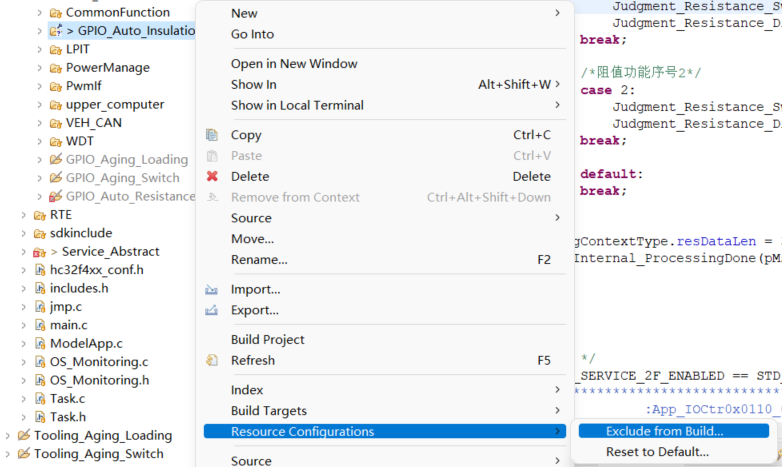 CommonFunction
> GPIO_Auto_Insulatio
LPIT
PowerManage
PwmIf
upper_computer
VEH_CAN
WDT
GPIO_Aging_Loading
GPIO_Aging_Switch
GPIO_Auto_Resistance
RTE
sdkinclude
> Service_Abstract
hc32f4xx_conf.h
includes.h
jmp.c
main.c
ModelApp.c
OS_Monitoring.c
OS_Monitoring.h
Task.c
Task.h
Tooling_Aging_Loading
Tooling_Aging_Switch
New
Go Into
Open in New Window
Show In Alt+Shift+W
Show in Local Terminal
Copy Ctrl+C
Paste Ctrl+V
Delete Delete
Remove from Context Ctrl+Alt+Shift+Down
Source
Move...
Rename... F2
Import...
Export...
Build Project
Refresh F5
Index
Build Targets
Resource Configurations
Source
Exclude from Build...
Reset to Default...
Judgment_Resistance_Sw
Judgment_Resistance_D
break;
/*阻值功能序号2*/
case 2:
Judgment_Resistance_Sw
Judgment_Resistance_D
break;
default:
break;
gContextType.resDataLen =
Internal_ProcessingDone(pM
*/
_SERVICE_2F_ENABLED == STD_
****************************
:App_IOCtr0x0110_